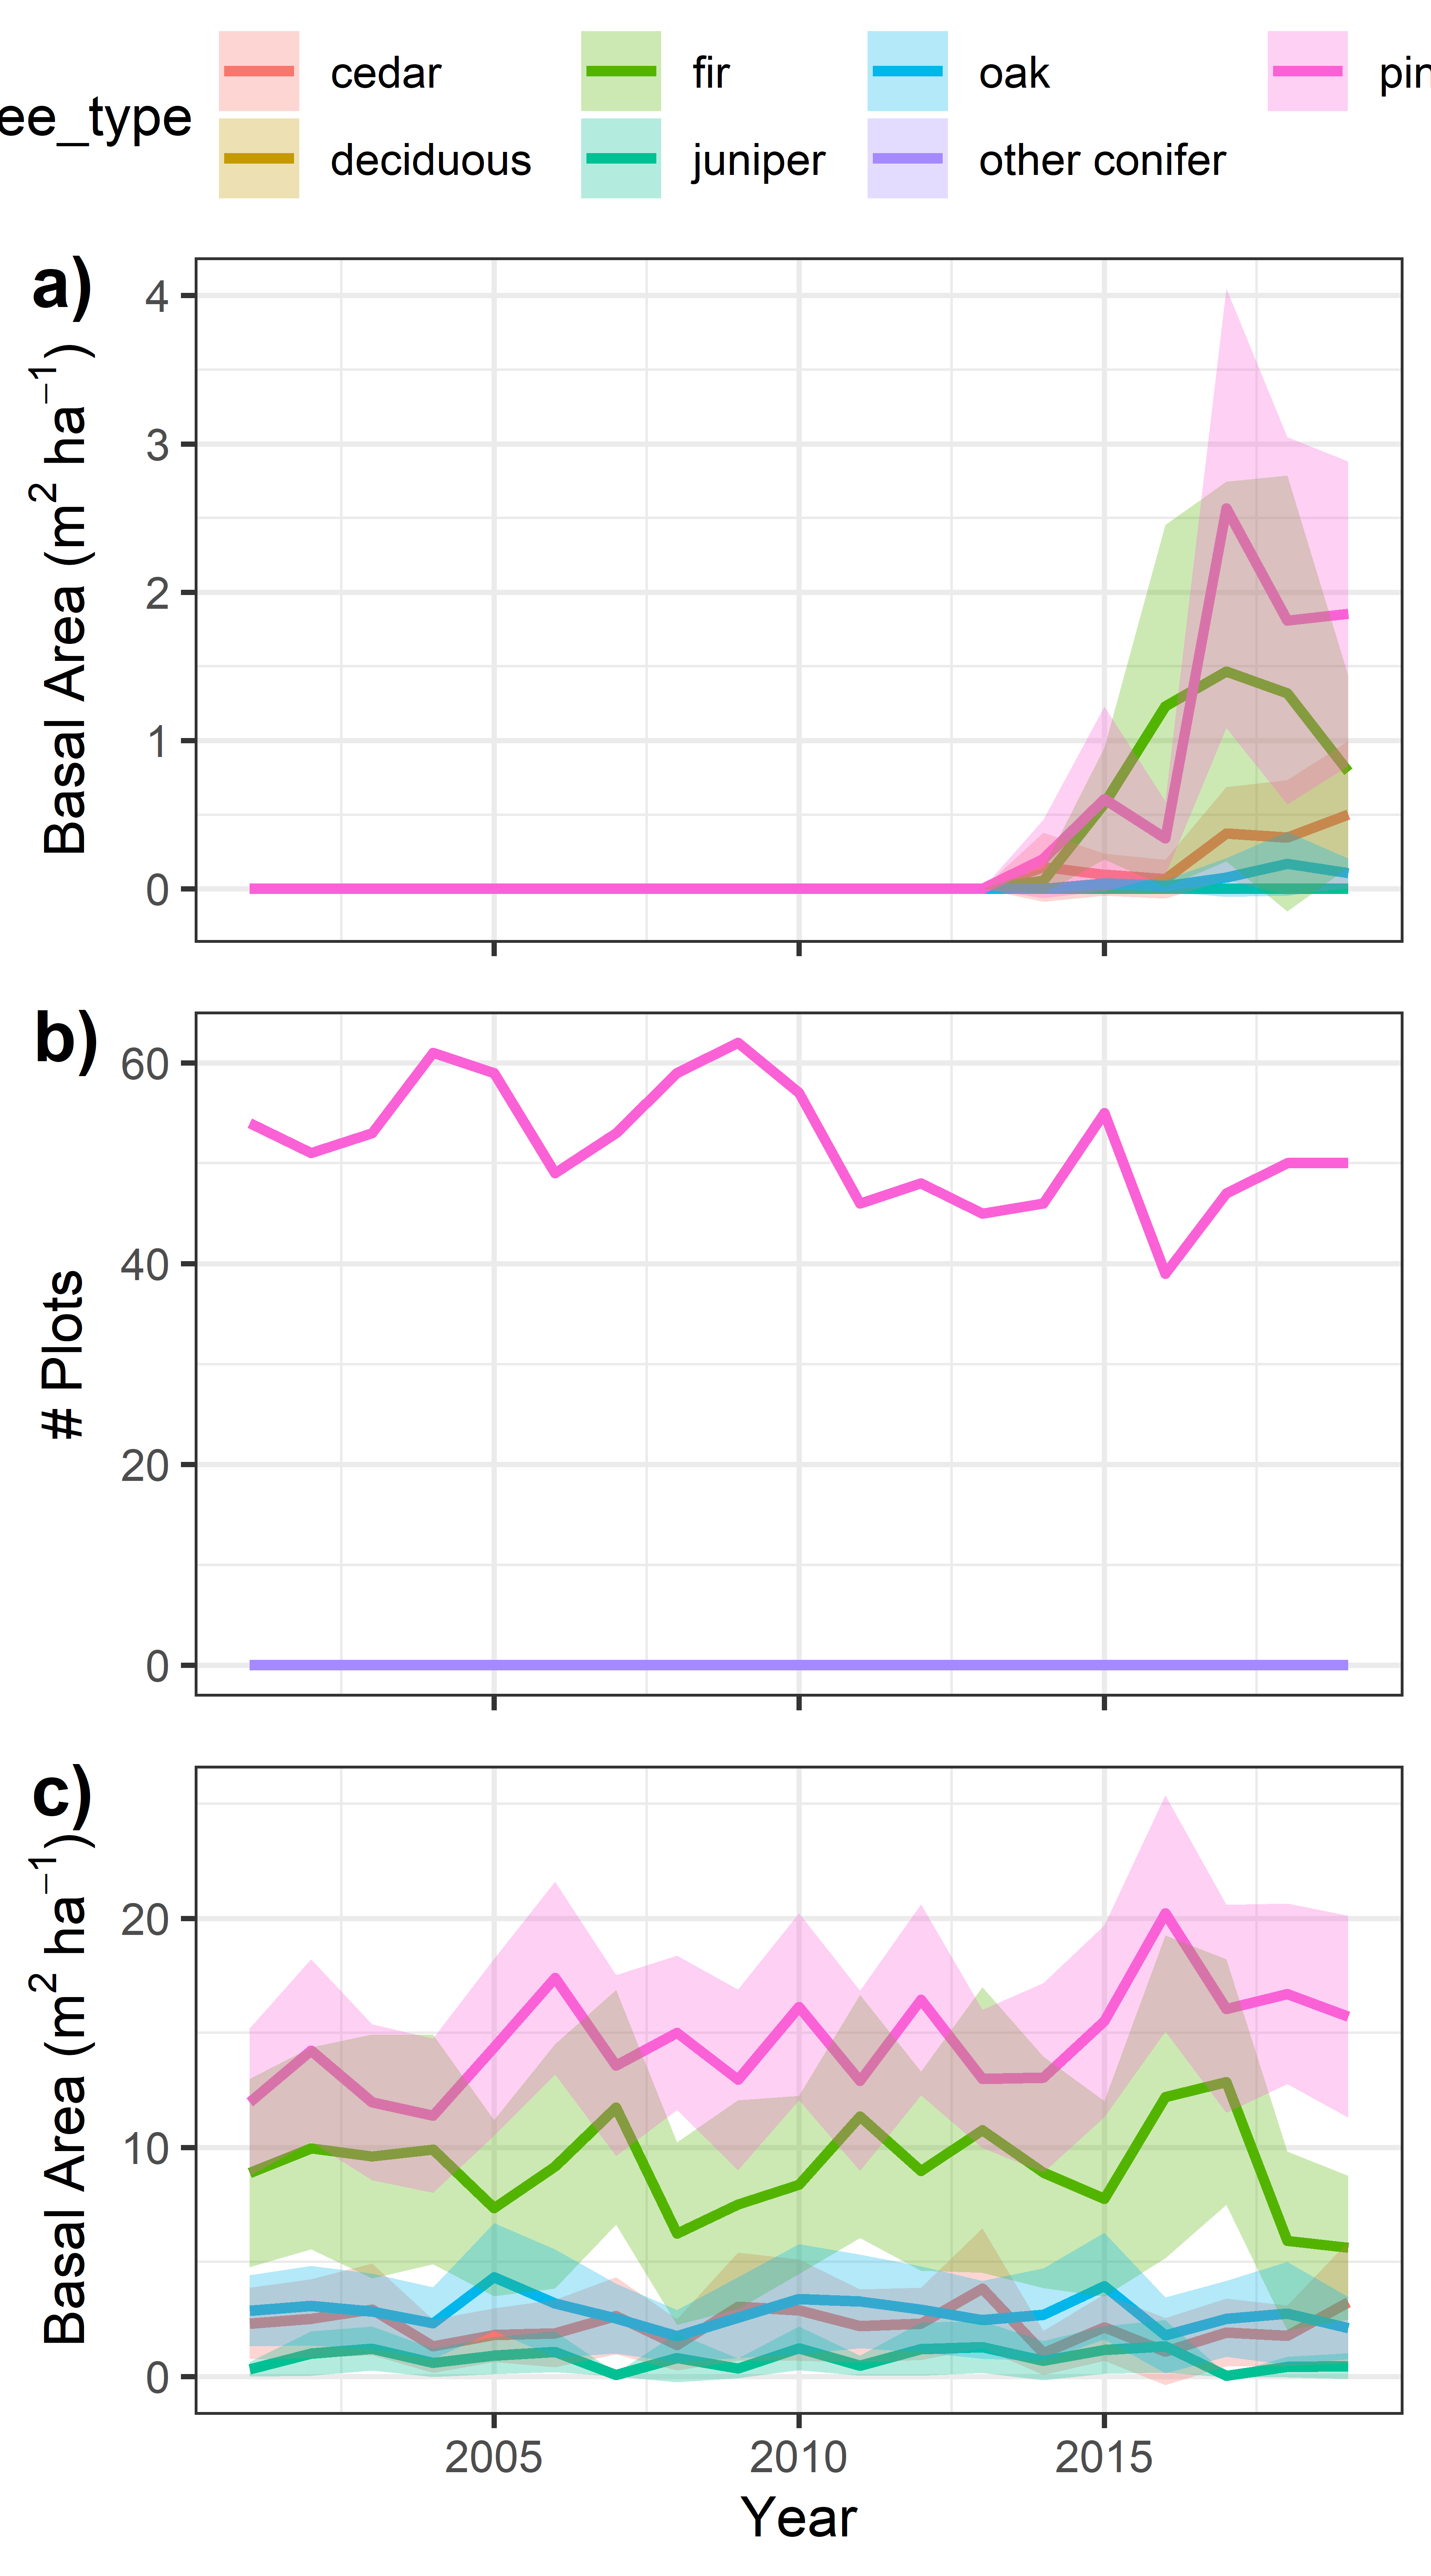 ee_type
cedar
fir
oak
pin
deciduous
juniper
other conifer
a)
Basal Area (m² ha⁻¹)
4
3
2
1
0
b)
# Plots
60
40
20
0
c)
Basal Area (m² ha⁻¹)
20
10
0
2005
2010
2015
Year